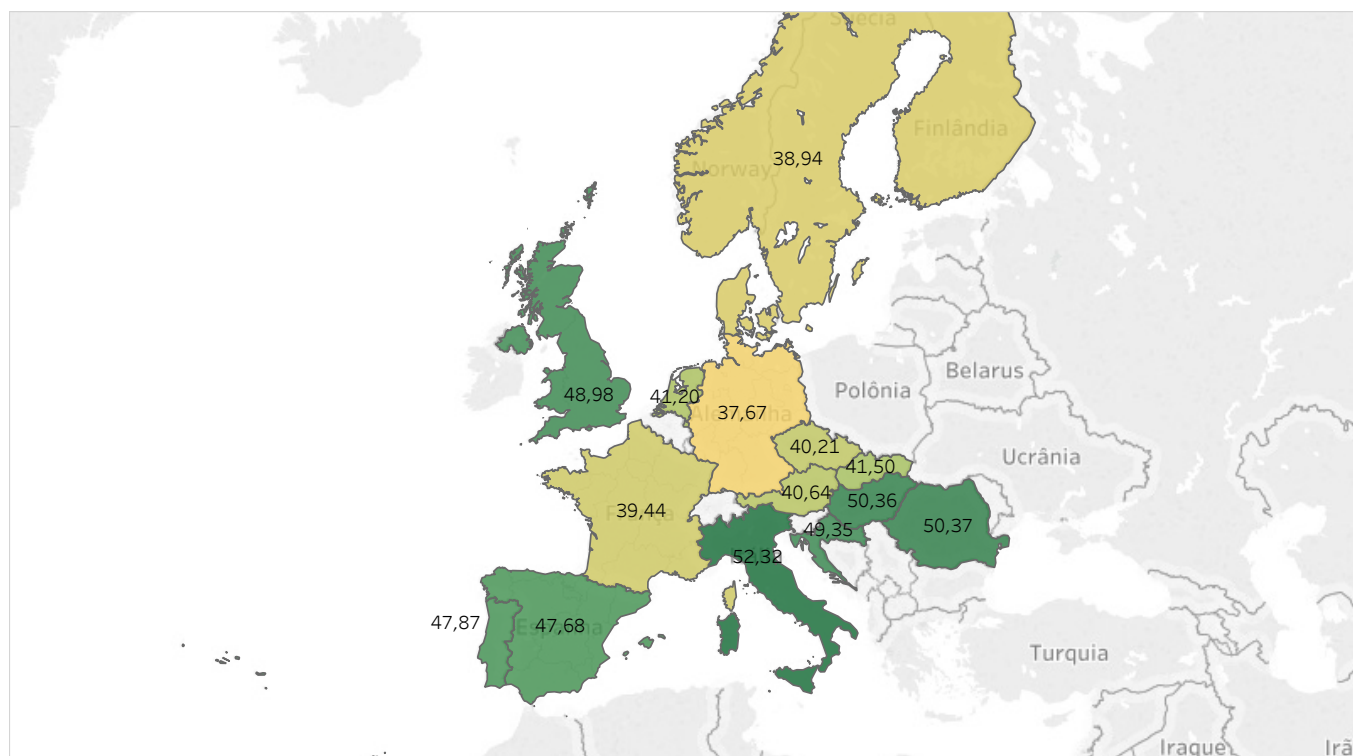 Suécia
Finlândia
38,94
Norway
Belarus
Polônia
48,98
41,20
37,67
Alemanha
Ucrânia
40,21
41,50
40,64
50,36
39,44
França
49,35
50,37
52,32
47,87
Espanha
47,68
Turquia
Iraque
Irã